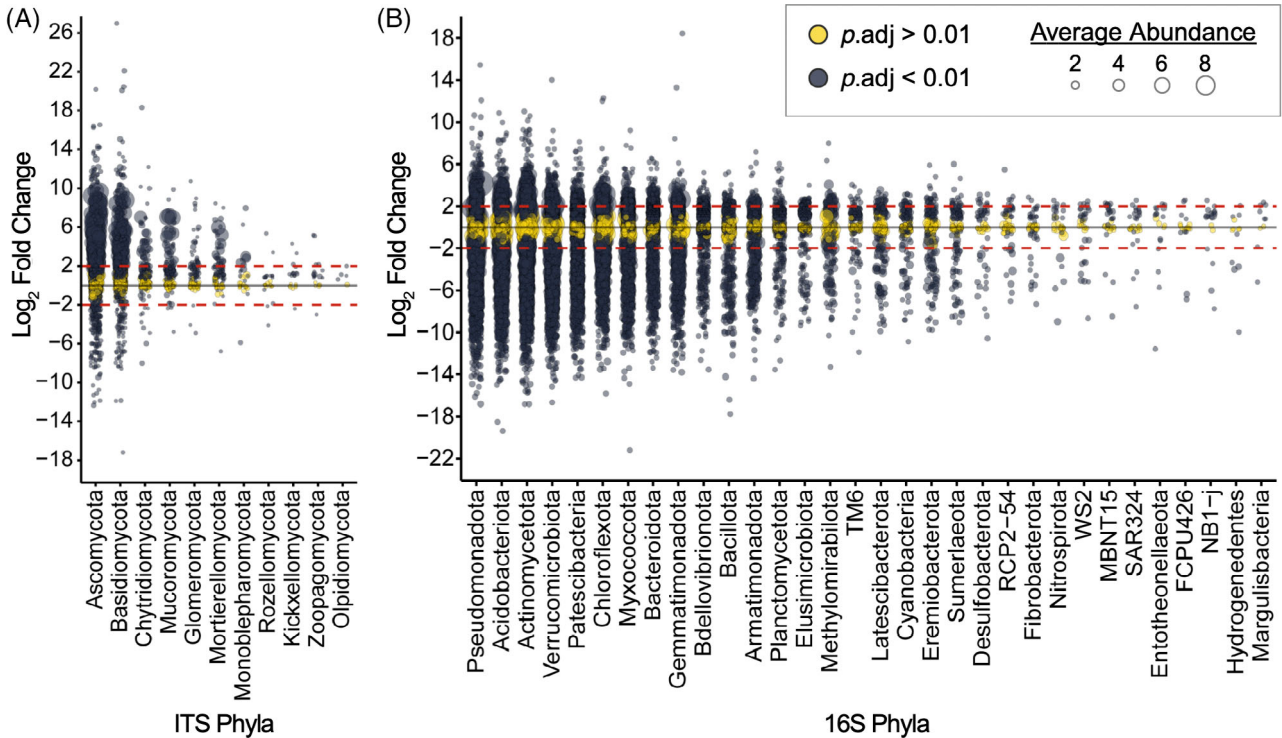 (A)
26
22
18
14
10
6
2
−2
−6
−10
−14
−18
Log2 Fold Change
Ascomycota
Basidiomycota
Chytridiomycota
Mucoromycota
Glomeromycota
Mortierellomycota
Monoblepharomycota
Rozellomycota
Kickxellomycota
Zoopagomycota
Olpidiomycota
ITS Phyla
(B)
18
14
10
6
2
−2
−6
−10
−14
−18
−22
Log2 Fold Change
p.adj > 0.01
p.adj < 0.01
Average Abundance
2 4 6 8
Pseudomonadota
Acidobacteriota
Actinomycetota
Verrucomicrobiota
Patescibacteria
Chloroflexota
Myxococcota
Bacteroidota
Gemmatimonadota
Bdellovibrionota
Bacillota
Armatimonadota
Planctomycetota
Elusimicrobiota
Methylomirabilota
TM6
Latescibacterota
Cyanobacteria
Eremiobacterota
Sumerlaeota
Desulfobacterota
RCP2−54
Fibrobacterota
Nitrospirota
WS2
MBNT15
SAR324
Entotheonellaeota
FCPU426
NB1−j
Hydrogenedentes
Margulisbacteria
16S Phyla